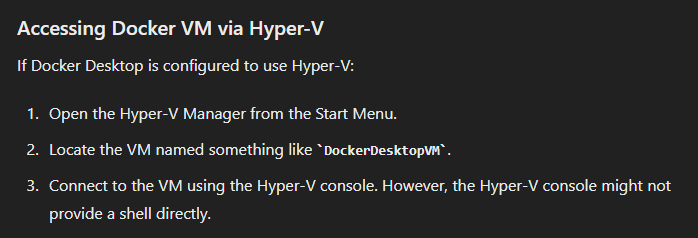 Accessing Docker VM via Hyper-V
If Docker Desktop is configured to use Hyper-V:
1. Open the Hyper-V Manager from the Start Menu.
2. Locate the VM named something like `DockerDesktopVM`.
3. Connect to the VM using the Hyper-V console. However, the Hyper-V console might not
provide a shell directly.